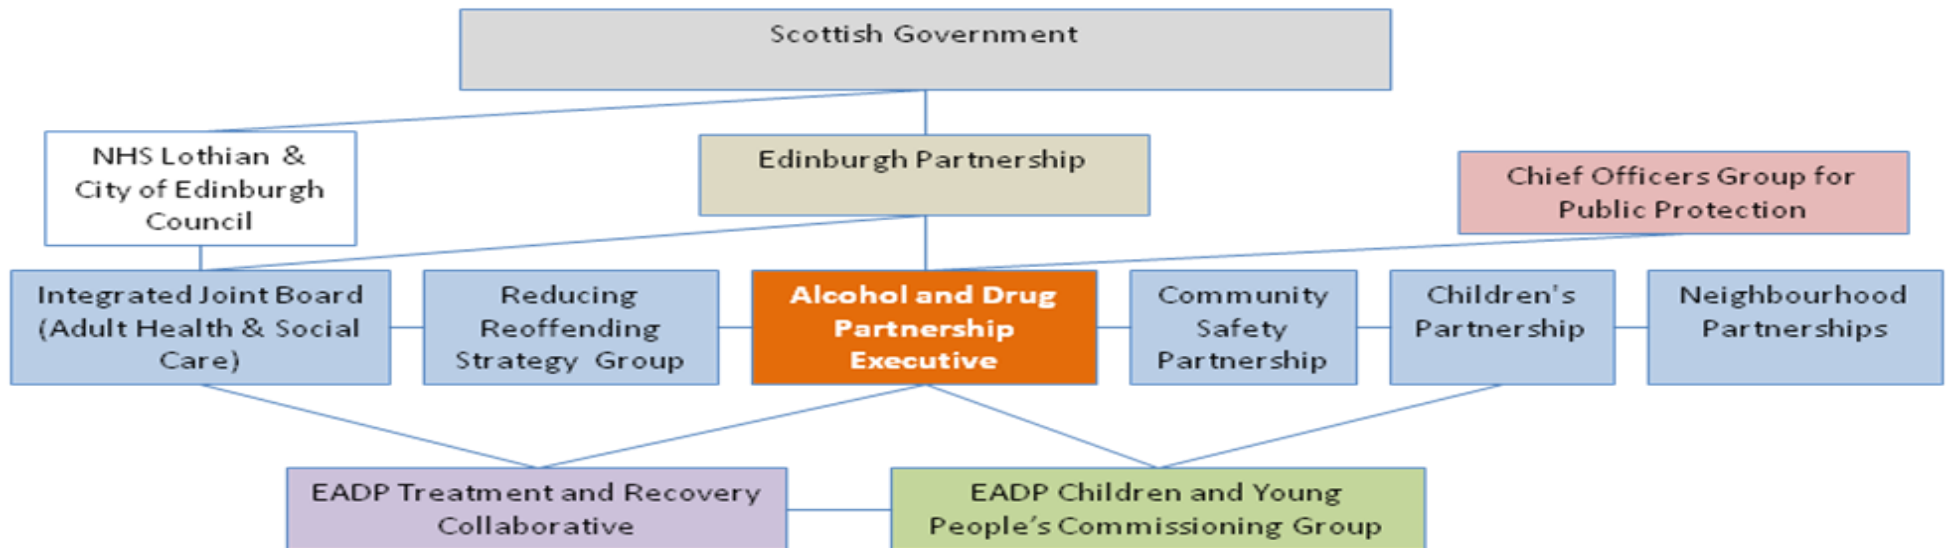 Scottish Government
NHS Lothian &
City of Edinburgh
Council
Edinburgh Partnership
Chief Officers Group for
Public Protection
Integrated Joint Board
(Adult Health & Social
Care)
Reducing
Reoffending
Strategy Group
Alcohol and Drug
Partnership
Executive
Community
Safety
Partnership
Children's
Partnership
Neighbourhood
Partnerships
EADP Treatment and Recovery
Collaborative
EADP Children and Young
People's Commissioning Group